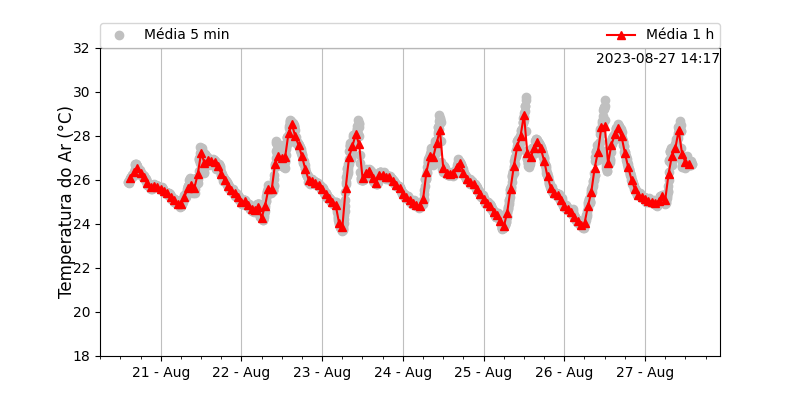 Média 5 min
Média 1 h
2023-08-27 14:17
Temperatura do Ar (°C)
32
30
28
26
24
22
20
18
21 - Aug
22 - Aug
23 - Aug
24 - Aug
25 - Aug
26 - Aug
27 - Aug